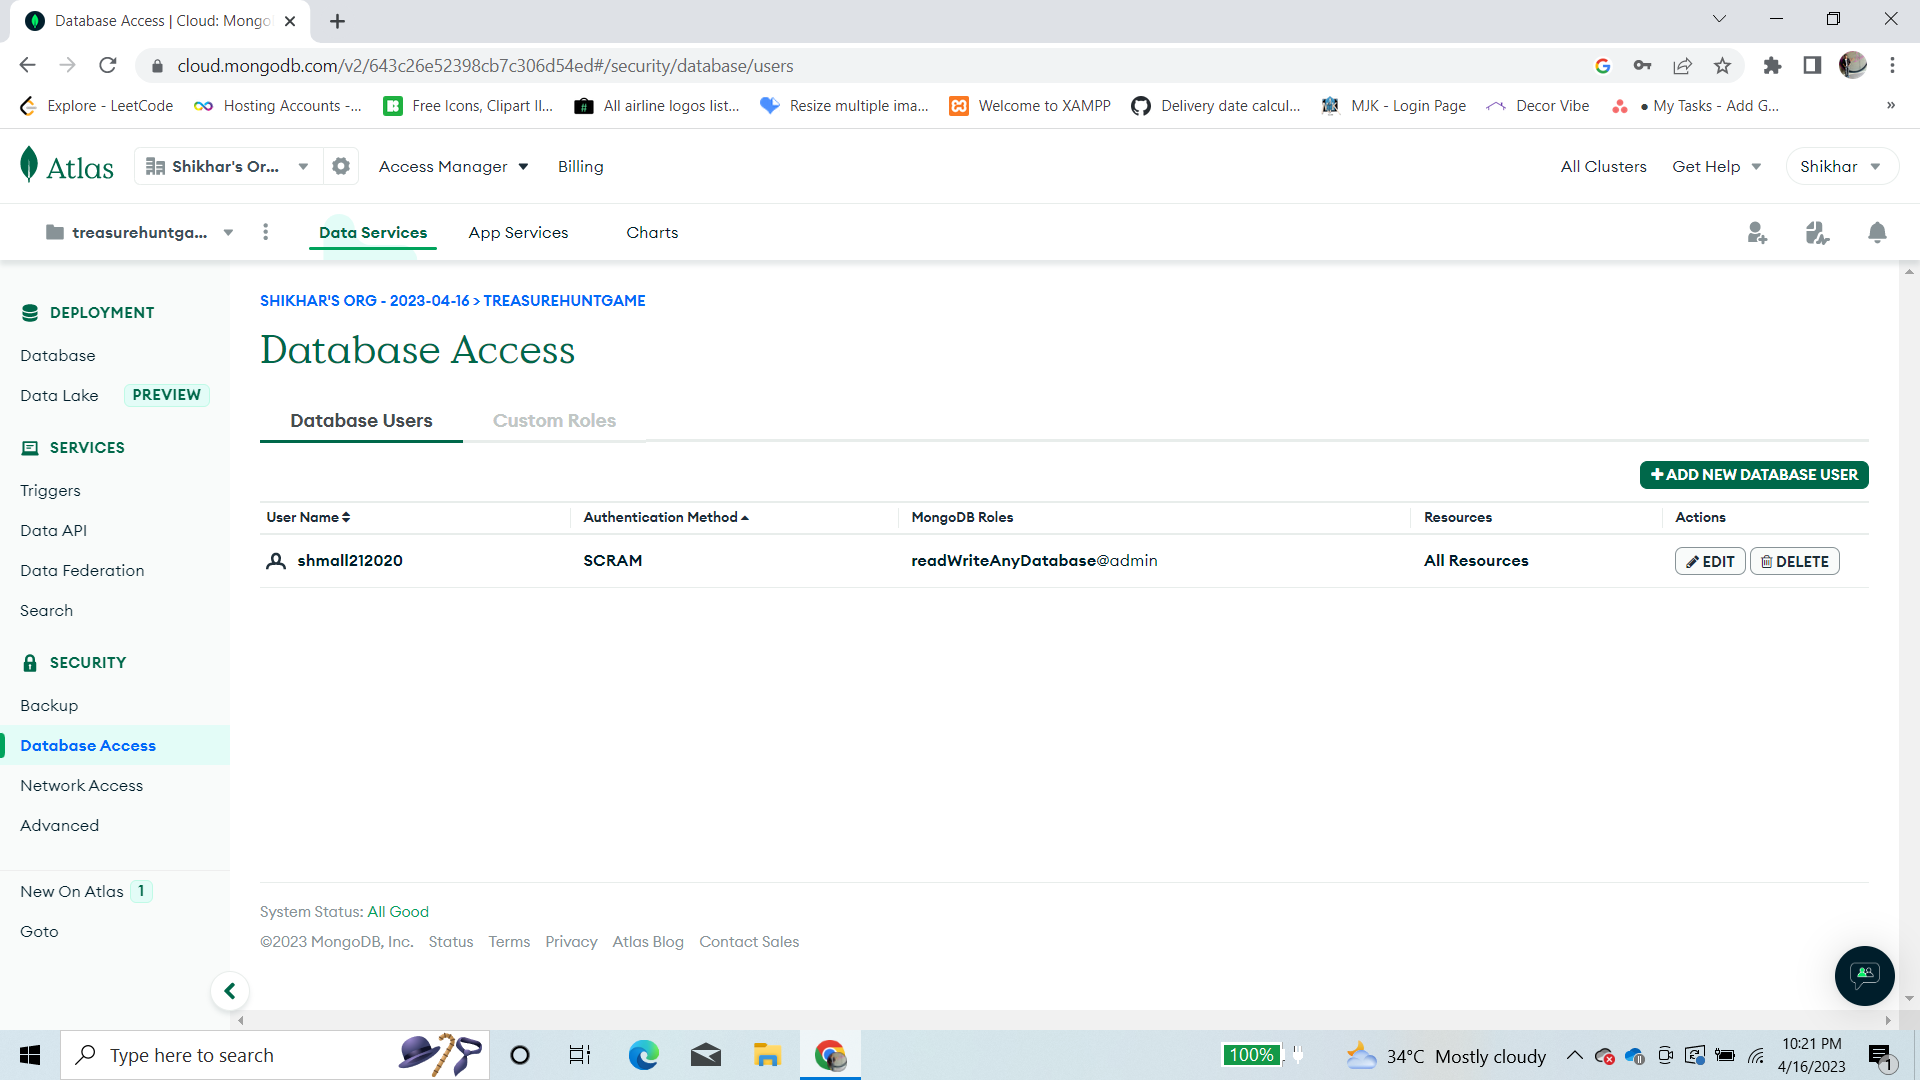 Database Access | Cloud: Mongo
cloud.mongodb.com/v2/643c26e52398cb7c306d54ed#/security/database/users
Explore - LeetCode
Hosting Accounts -...
Free Icons, Clipart Il...
All airline logos list...
Resize multiple ima...
Welcome to XAMPP
Delivery date calcul...
MJK - Login Page
Decor Vibe
● My Tasks - Add G...
»
Atlas
Shikhar's Or...
Access Manager
Billing
All Clusters
Get Help
Shikhar
treasurehuntga...
Data Services
App Services
Charts
DEPLOYMENT
Database
Data Lake PREVIEW
SERVICES
Triggers
Data API
Data Federation
Search
SECURITY
Backup
Database Access
Network Access
Advanced
New On Atlas 1
Goto
SHIKHAR'S ORG - 2023-04-16 > TREASUREHUNTGAME
Database Access
Database Users
Custom Roles
+ ADD NEW DATABASE USER
User Name Authentication Method MongoDB Roles Resources Actions
shmall212020 SCRAM readWriteAnyDatabase@admin All Resources EDIT DELETE
System Status: All Good
©2023 MongoDB, Inc. Status Terms Privacy Atlas Blog Contact Sales
Type here to search
100%
34°C Mostly cloudy
10:21 PM
4/16/2023
1